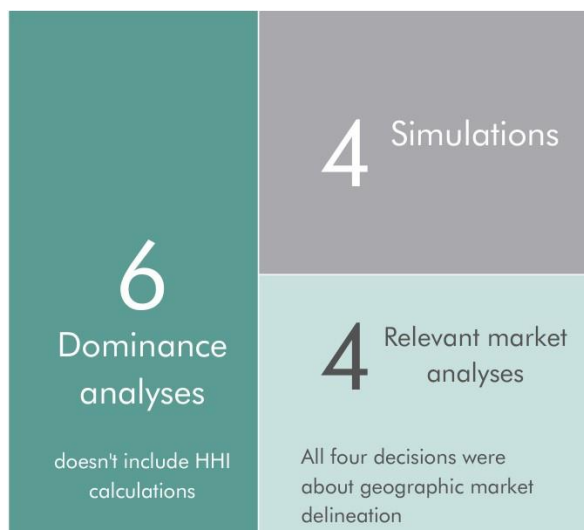 6
Dominance
analyses
doesn't include HHI
calculations
4
Simulations
4
Relevant market
analyses
All four decisions were
about geographic market
delineation